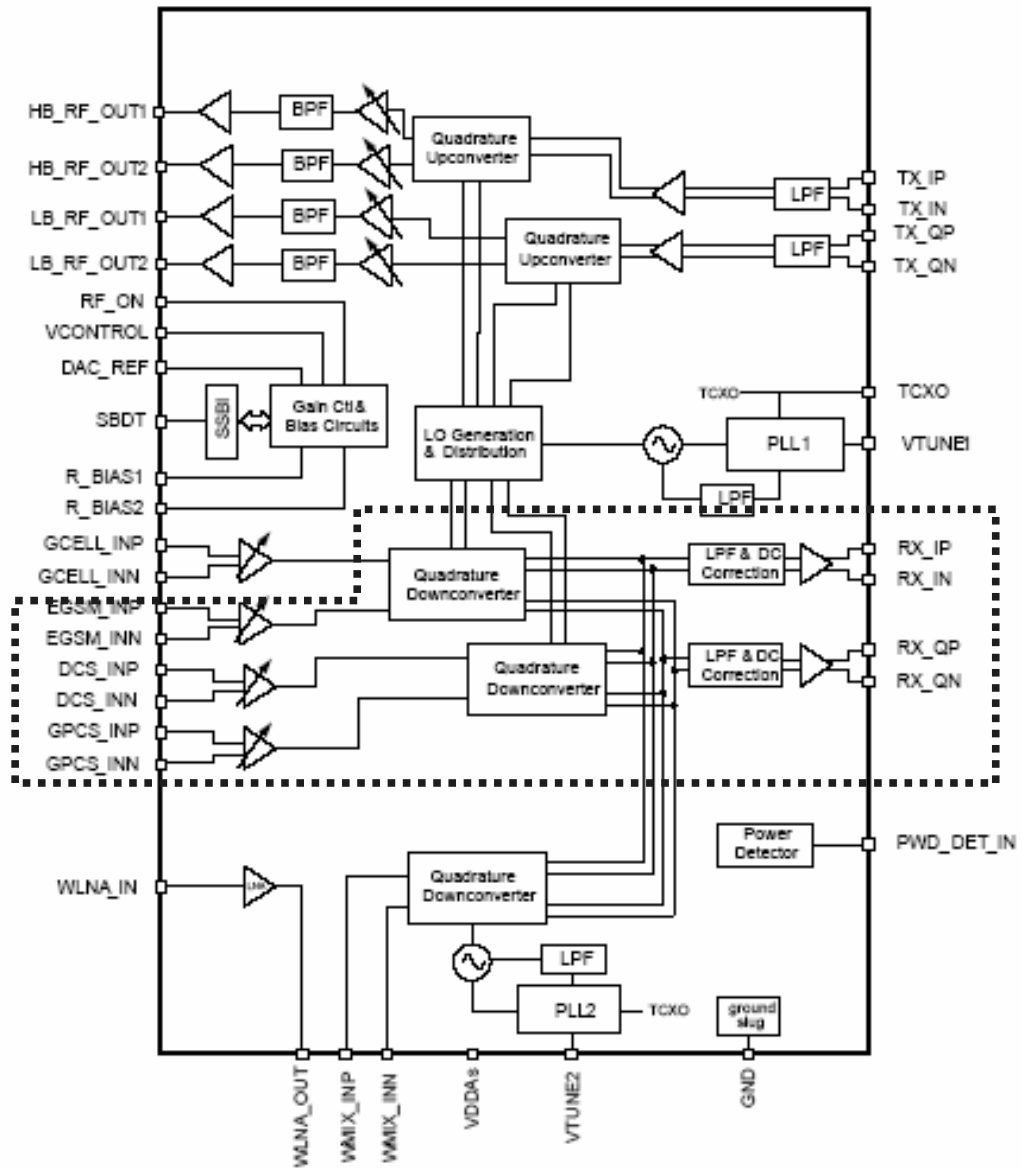 HB_RF_OUT1
BPF
Quadrature
Upconverter
HB_RF_OUT2
BPF
LPF
TX_IP
TX_IN
LB_RF_OUT1
BPF
Quadrature
Upconverter
LPF
TX_QP
TX_QN
LB_RF_OUT2
BPF
RF_ON
VCONTROL
DAC_REF
SBDT
SSBI
Gain Ctl &
Bias Circuits
R_BIAS1
R_BIAS2
LO Generation
& Distribution
TCXO
TCXO
PLL1
VTUNE1
LPF
GCELL_INP
GCELL_INN
Quadrature
Downconverter
LPF & DC
Correction
RX_IP
RX_IN
EGSM_INP
EGSM_INN
DCS_INP
DCS_INN
Quadrature
Downconverter
LPF & DC
Correction
RX_QP
RX_QN
GPCS_INP
GPCS_INN
Power
Detector
PWD_DET_IN
WLNA_IN
LNA
Quadrature
Downconverter
LPF
PLL2
TCXO
ground
slug
WLNA_OUT
WMIX_INP
WMIX_INN
VDDAs
VTUNE2
GND